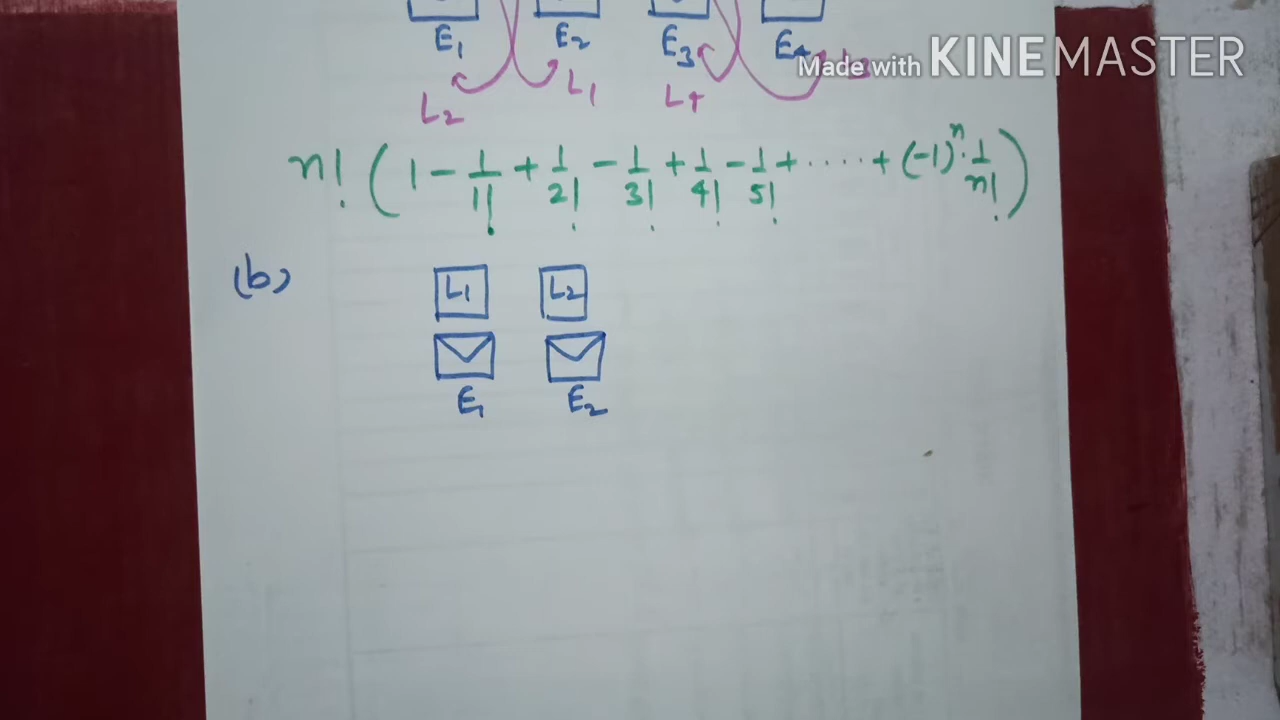 E₁ E₂ E₃ E₄
Made with KINEMASTER
L₂ L₁ L₄ L₃
n! (1 - 1/1! + 1/2! - 1/3! + 1/4! - 1/5! + ..... + (-1)ⁿ · 1/n!)
(b) L₁ L₂
E₁ E₂